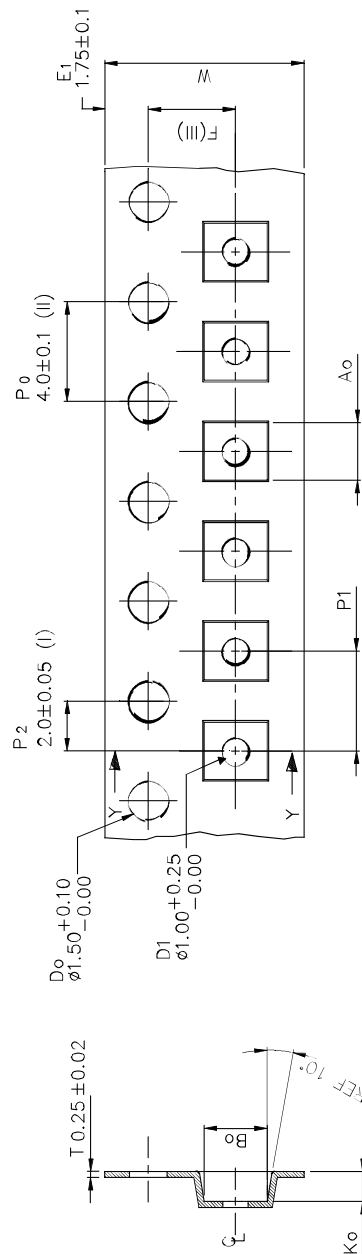 E1
1.75±0.1
W
F(III)
P0
4.0±0.1 (II)
Ao
P2
2.0±0.05 (I)
P1
Y
Y
Do
ø1.50 +0.10
-0.00
D1
ø1.00 +0.25
-0.00
T 0.25 ±0.02
Bo
REF 10°
CL
Ko